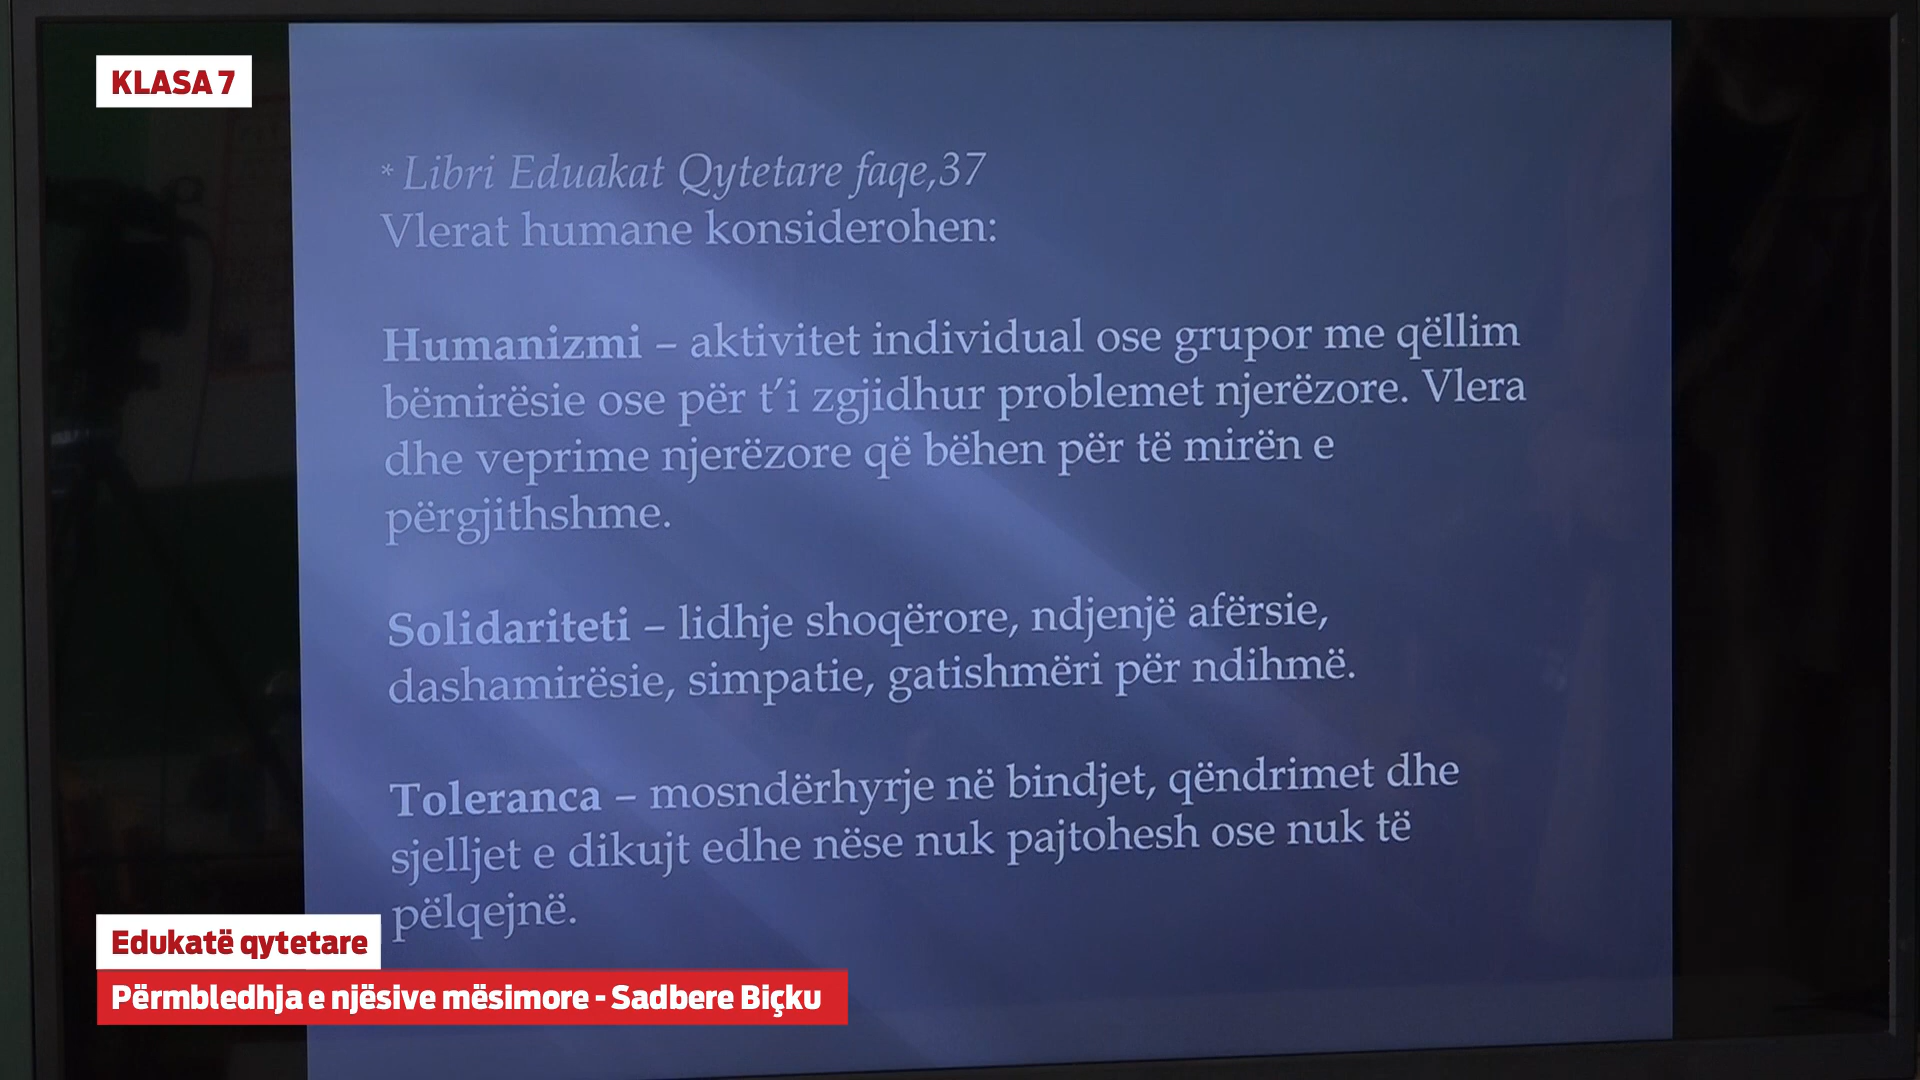 KLASA 7
* Libri Eduakat Qytetare faqe,37
Vlerat humane konsiderohen:
Humanizmi – aktivitet individual ose grupor me qëllim
bëmirësie ose për t’i zgjidhur problemet njerëzore. Vlera
dhe veprime njerëzore që bëhen për të mirën e
përgjithshme.
Solidariteti – lidhje shoqërore, ndjenjë afërsie,
dashamirësie, simpatie, gatishmëri për ndihmë.
Toleranca – mosndërhyrje në bindjet, qëndrimet dhe
sjelljet e dikujt edhe nëse nuk pajtohesh ose nuk të
pëlqejnë.
Edukatë qytetare
Përmbledhja e njësive mësimore - Sadbere Biçku